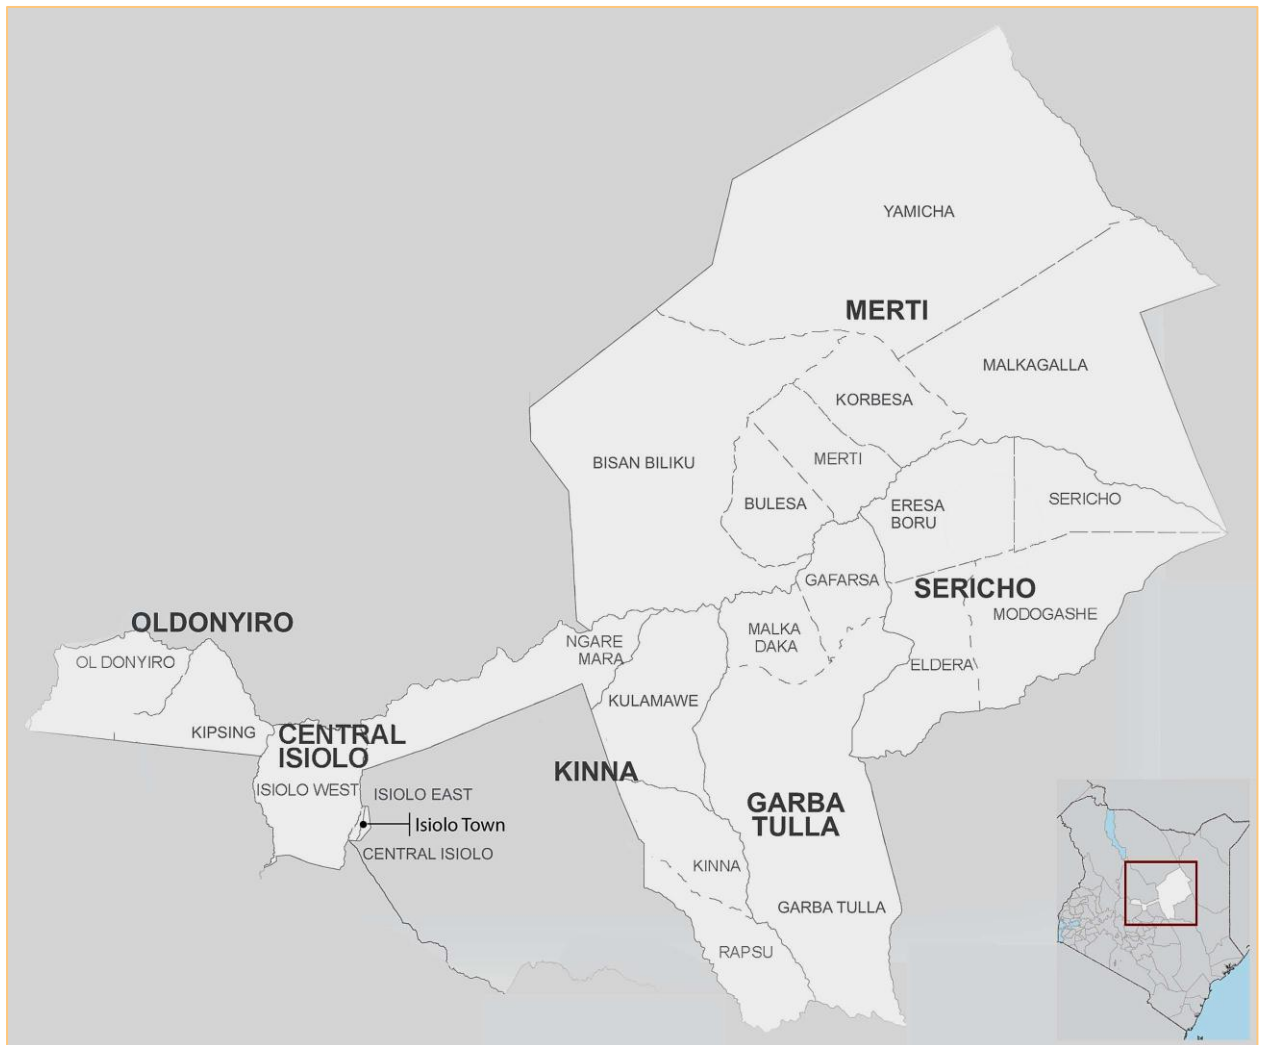 YAMICHA
MERTI
MALKAGALLA
KORBESA
MERTI
BISAN BILIKU
BULESA
ERESA
BORU
SERICHO
GAFARSA
SERICHO
MODOGASHE
OLDONYIRO
OL DONYIRO
NGARE
MARA
MALKA
DAKA
ELDERA
KULAMAWE
KIPSING
CENTRAL
ISIOLO
KINNA
ISIOLO WEST
ISIOLO EAST
Isiolo Town
CENTRAL ISIOLO
GARBA
TULLA
KINNA
GARBA TULLA
RAPSU